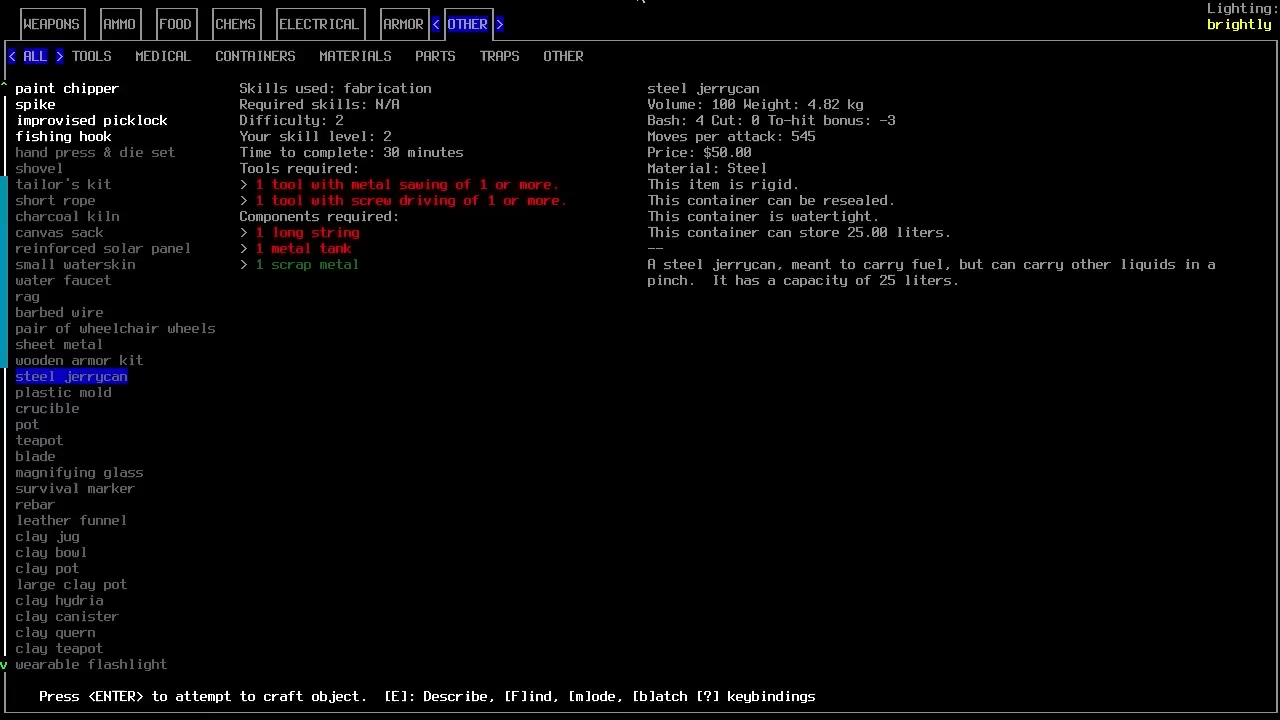 WEAPONS AMMO FOOD CHEMS ELECTRICAL ARMOR < OTHER > Lighting:
brightly
< ALL > TOOLS MEDICAL CONTAINERS MATERIALS PARTS TRAPS OTHER
^ paint chipper
spike
improvised picklock
fishing hook
hand press & die set
shovel
tailor's kit
short rope
charcoal kiln
canvas sack
reinforced solar panel
small waterskin
water faucet
rag
barbed wire
pair of wheelchair wheels
sheet metal
wooden armor kit
steel jerrycan
plastic mold
crucible
pot
teapot
blade
magnifying glass
survival marker
rebar
leather funnel
clay jug
clay bowl
clay pot
large clay pot
clay hydria
clay canister
clay quern
clay teapot
v wearable flashlight
Skills used: fabrication
Required skills: N/A
Difficulty: 2
Your skill level: 2
Time to complete: 30 minutes
Tools required:
> 1 tool with metal sawing of 1 or more.
> 1 tool with screw driving of 1 or more.
Components required:
> 1 long string
> 1 metal tank
> 1 scrap metal
steel jerrycan
Volume: 100 Weight: 4.82 kg
Bash: 4 Cut: 0 To-hit bonus: -3
Moves per attack: 545
Price: $50.00
Material: Steel
This item is rigid.
This container can be resealed.
This container is watertight.
This container can store 25.00 liters.
--
A steel jerrycan, meant to carry fuel, but can carry other liquids in a
pinch.  It has a capacity of 25 liters.
Press <ENTER> to attempt to craft object.  [E]: Describe, [F]ind, [m]ode, [b]atch [?] keybindings